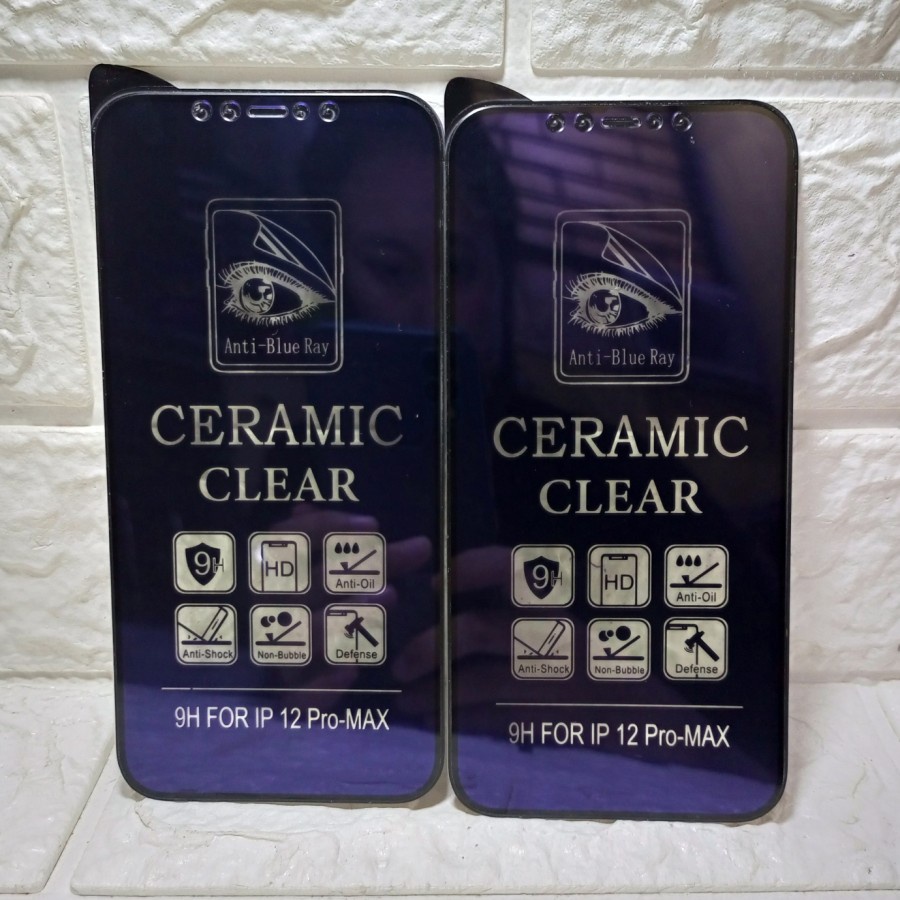 Anti-Blue Ray
CERAMIC
CLEAR
9H
HD
Anti-Oil
Anti-Shock
Non-Bubble
Defense
9H FOR IP 12 Pro-MAX
Anti-Blue Ray
CERAMIC
CLEAR
9H
HD
Anti-Oil
Anti-Shock
Non-Bubble
Defense
9H FOR IP 12 Pro-MAX